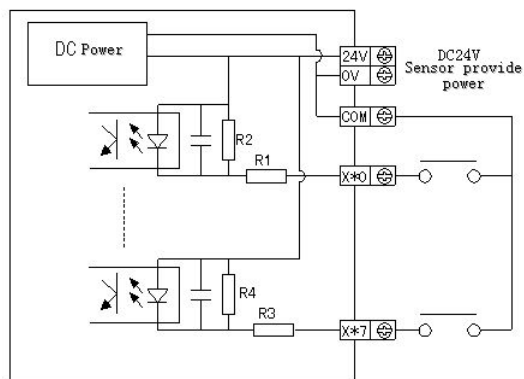 DC Power
24V
0V
DC24V
Sensor provide
power
COM
R2
R1
X*0
R4
R3
X*7